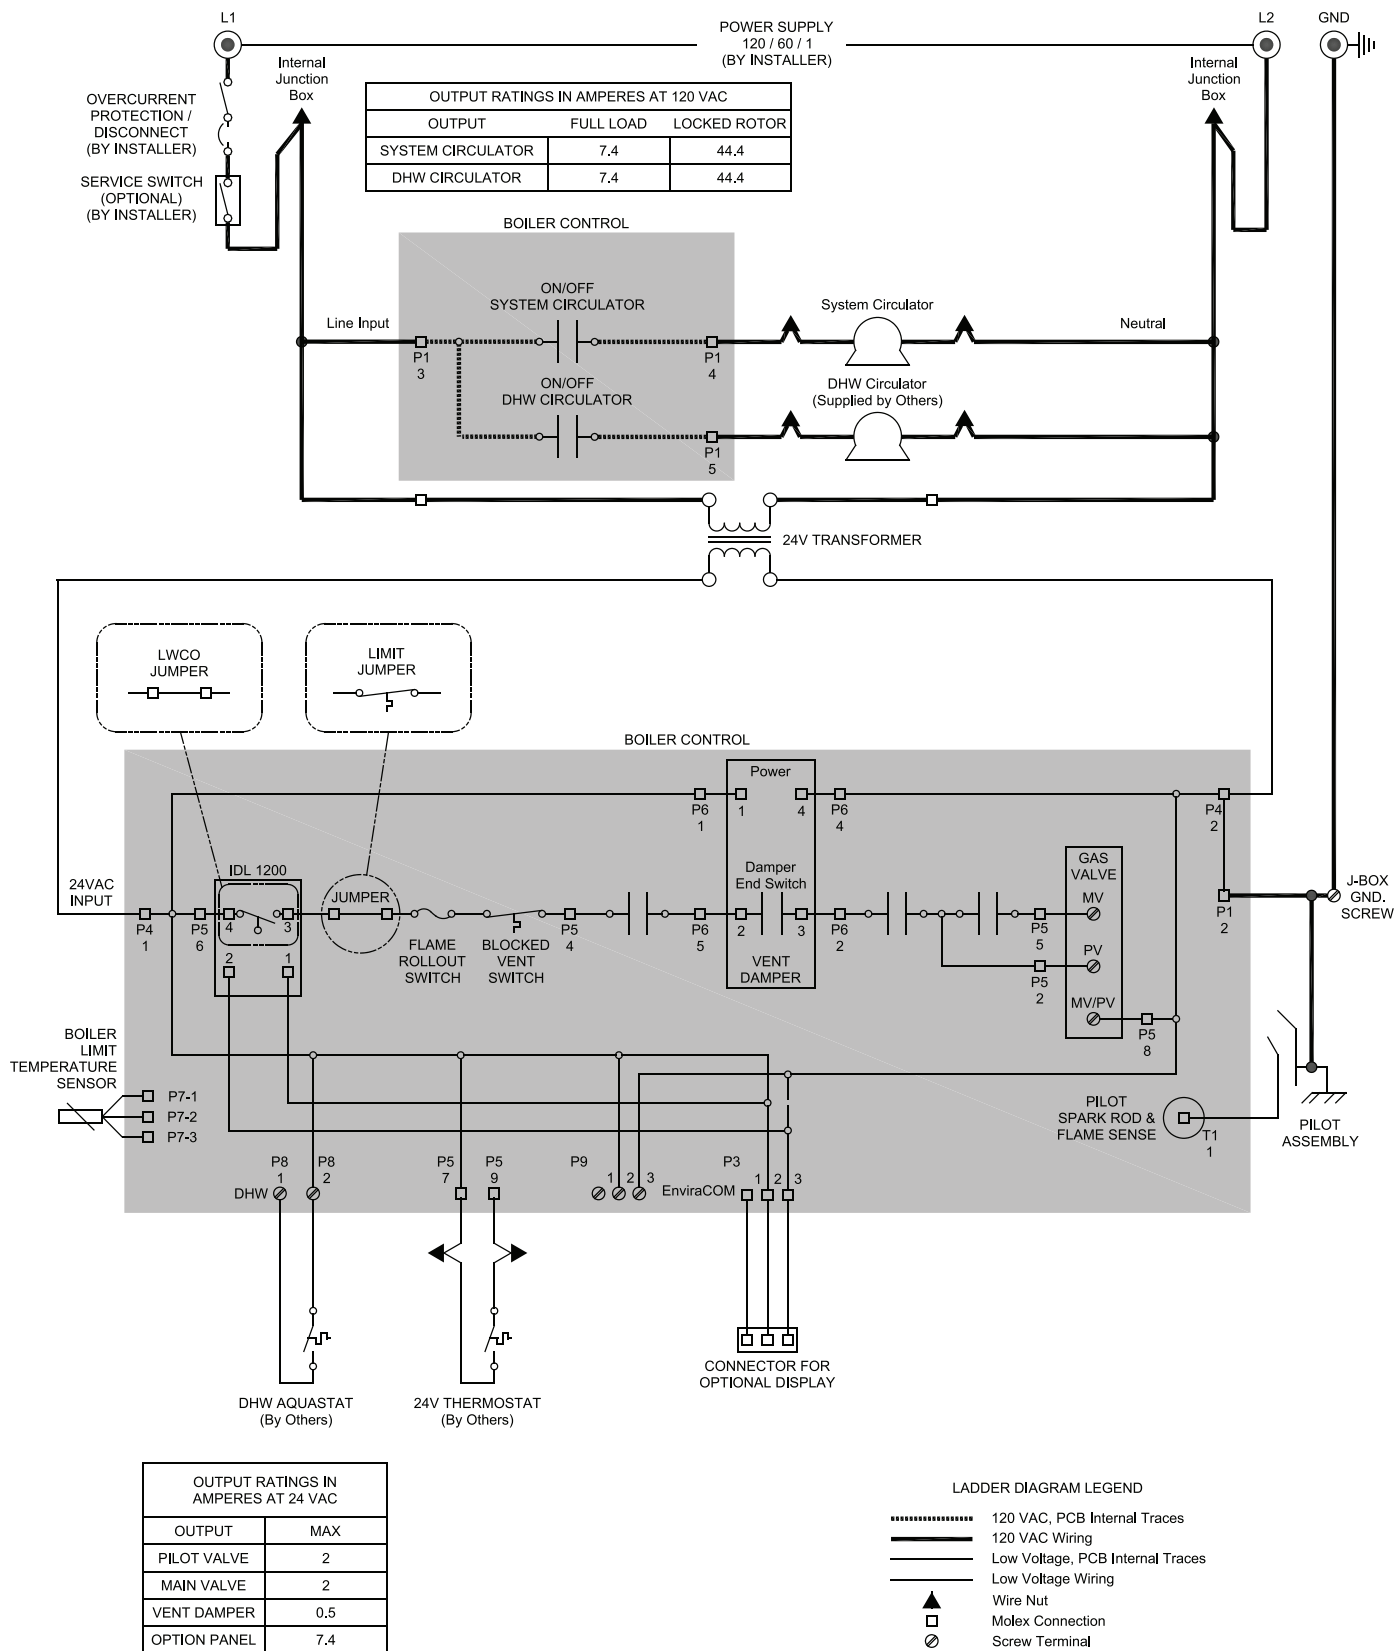 L1
POWER SUPPLY
120 / 60 / 1
(BY INSTALLER)
L2
GND
Internal
Junction
Box
Internal
Junction
Box
OVERCURRENT
PROTECTION /
DISCONNECT
(BY INSTALLER)
SERVICE SWITCH
(OPTIONAL)
(BY INSTALLER)
OUTPUT RATINGS IN AMPERES AT 120 VAC
OUTPUT FULL LOAD LOCKED ROTOR
SYSTEM CIRCULATOR 7.4 44.4
DHW CIRCULATOR 7.4 44.4
BOILER CONTROL
ON/OFF
SYSTEM CIRCULATOR
System Circulator
Line Input
Neutral
P1
3
P1
4
ON/OFF
DHW CIRCULATOR
DHW Circulator
(Supplied by Others)
P1
5
24V TRANSFORMER
LWCO
JUMPER
LIMIT
JUMPER
BOILER CONTROL
Power
1
4
P6
1
P6
4
P4
2
IDL 1200
JUMPER
Damper
End Switch
GAS
VALVE
MV
24VAC
INPUT
J-BOX
GND.
SCREW
P4
1
P5
6
4
3
2
1
FLAME
ROLLOUT
SWITCH
BLOCKED
VENT
SWITCH
P5
4
P6
5
2
3
VENT
DAMPER
P6
2
P5
5
P1
2
PV
P5
2
MV/PV
P5
8
BOILER
LIMIT
TEMPERATURE
SENSOR
P7-1
P7-2
P7-3
PILOT
SPARK ROD &
FLAME SENSE
T1
1
PILOT
ASSEMBLY
P8
1
P8
2
DHW
P5
7
P5
9
P9
1 2 3
P3
EnviraCOM
1 2 3
DHW AQUASTAT
(By Others)
24V THERMOSTAT
(By Others)
CONNECTOR FOR
OPTIONAL DISPLAY
OUTPUT RATINGS IN
AMPERES AT 24 VAC
OUTPUT MAX
PILOT VALVE 2
MAIN VALVE 2
VENT DAMPER 0.5
OPTION PANEL 7.4
LADDER DIAGRAM LEGEND
120 VAC, PCB Internal Traces
120 VAC Wiring
Low Voltage, PCB Internal Traces
Low Voltage Wiring
Wire Nut
Molex Connection
Screw Terminal